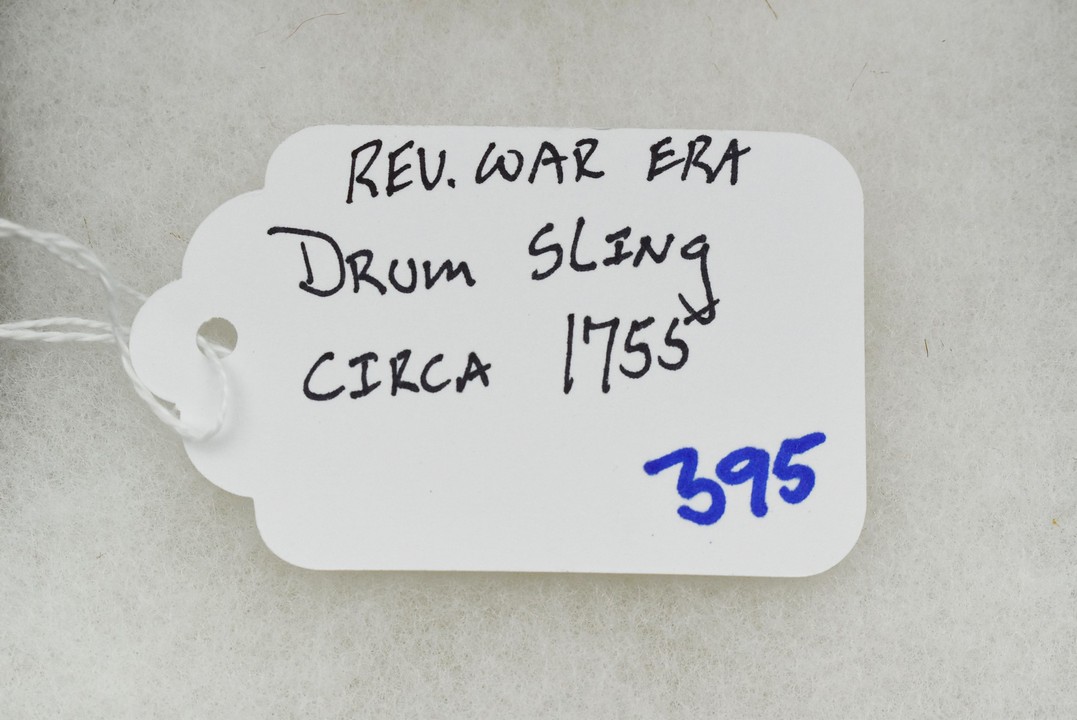 REV. WAR ERA
DRUM SLING
CIRCA 1755
395